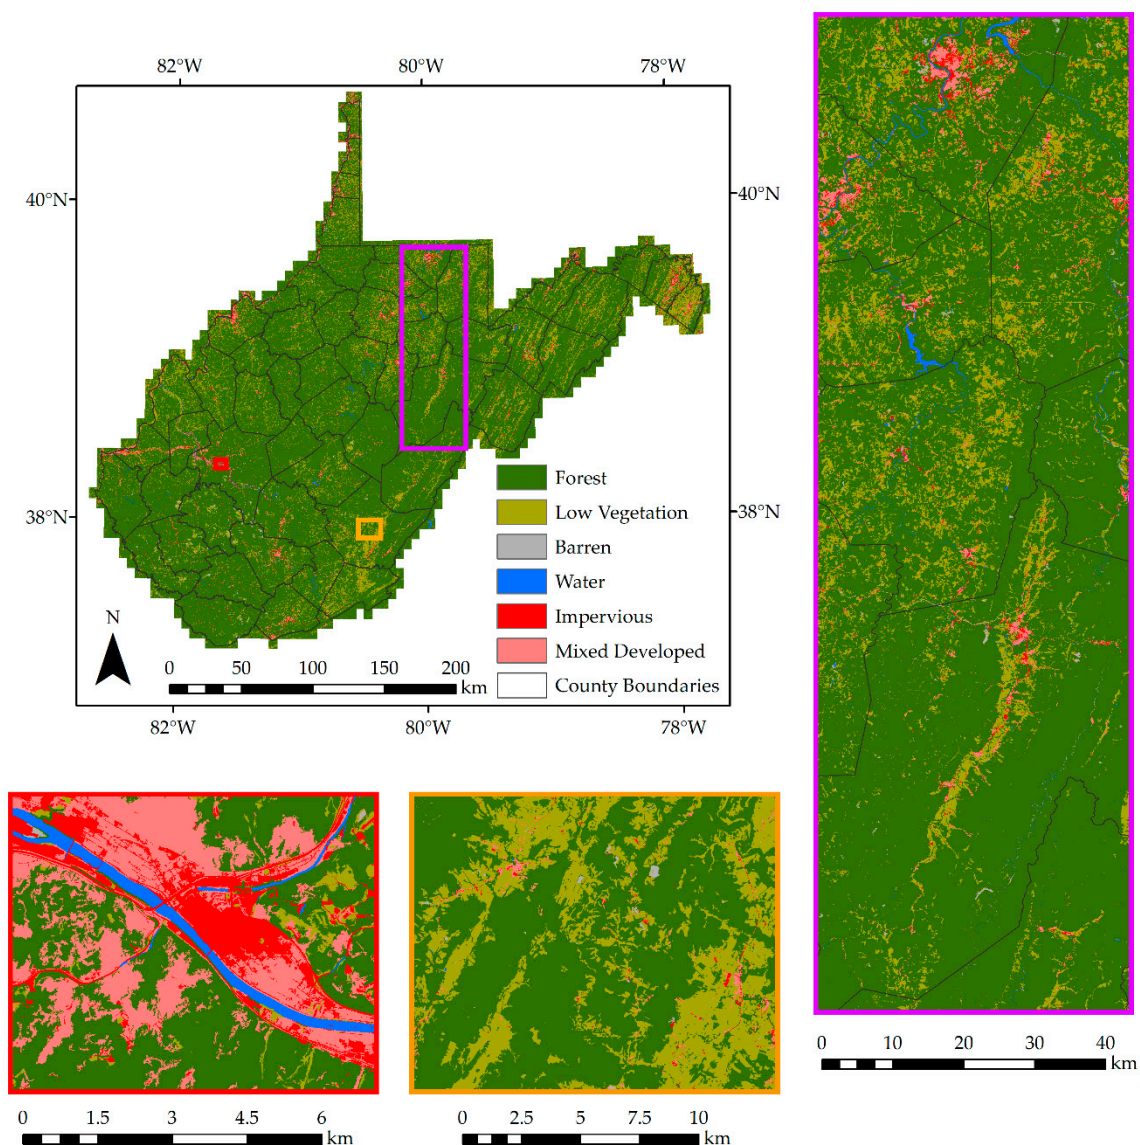 82°W 80°W 78°W
40°N 40°N
38°N 38°N
Forest
Low Vegetation
Barren
Water
Impervious
Mixed Developed
County Boundaries
N
0 50 100 150 200
km
82°W 80°W 78°W
0 1.5 3 4.5 6
km
0 2.5 5 7.5 10
km
0 10 20 30 40
km